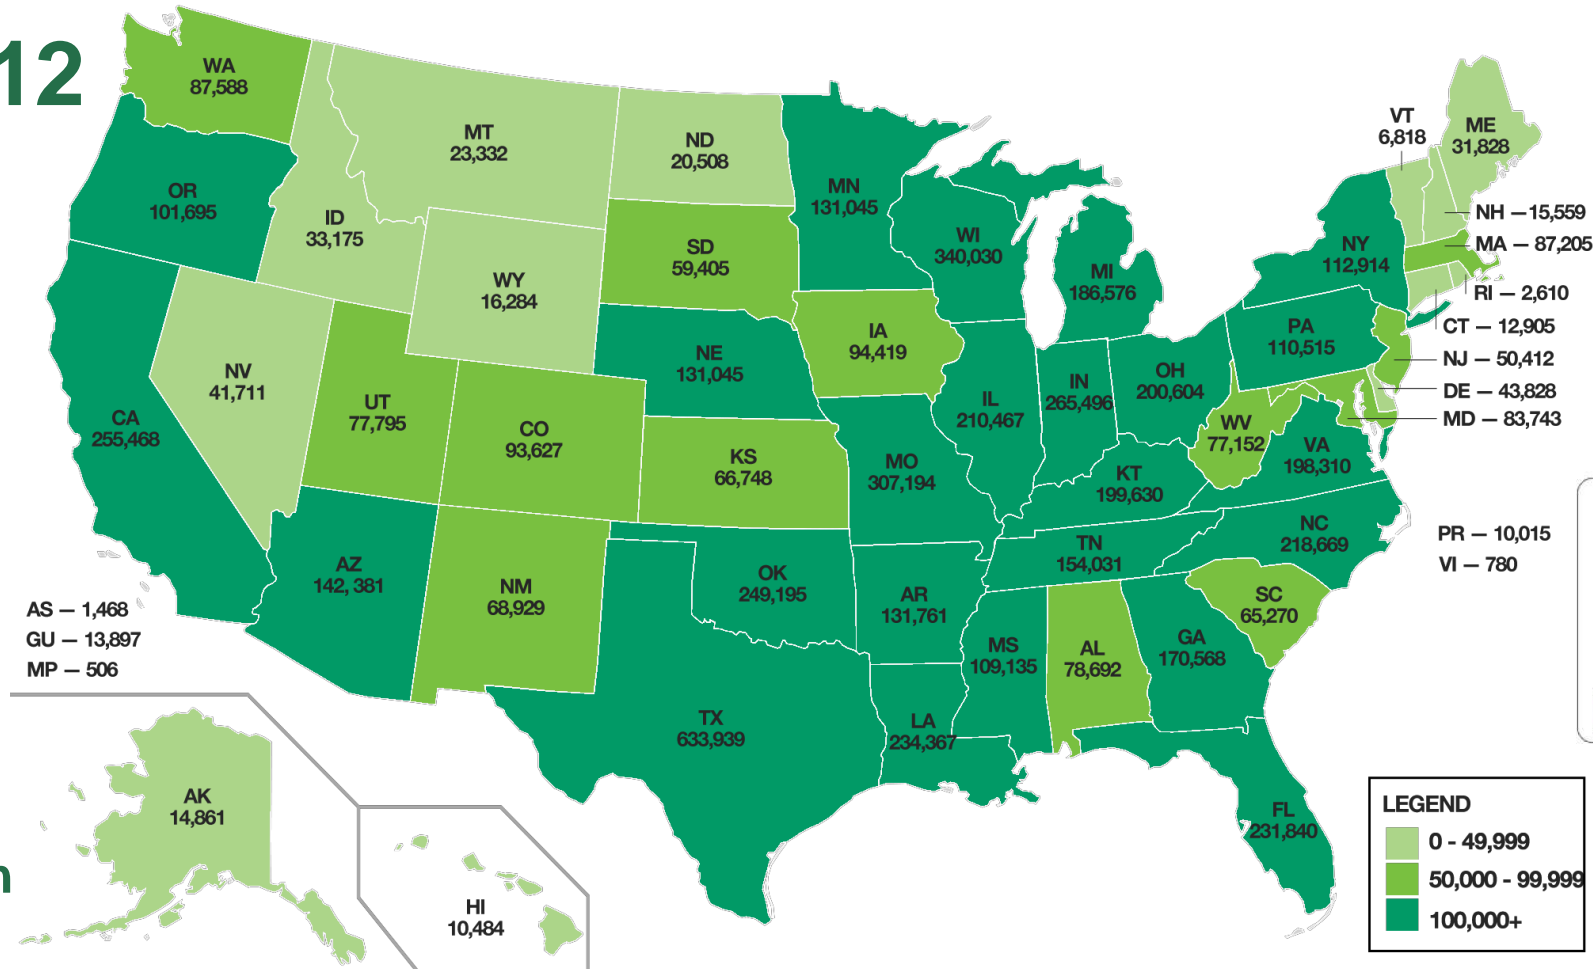 12
WA
87,588
OR
101,695
CA
255,468
NV
41,711
ID
33,175
MT
23,332
WY
16,284
UT
77,795
CO
93,627
AZ
142, 381
NM
68,929
ND
20,508
SD
59,405
NE
131,045
KS
66,748
OK
249,195
TX
633,939
MN
131,045
IA
94,419
MO
307,194
AR
131,761
LA
234,367
WI
340,030
IL
210,467
MI
186,576
IN
265,496
OH
200,604
KT
199,630
TN
154,031
MS
109,135
AL
78,692
GA
170,568
FL
231,840
SC
65,270
NC
218,669
VA
198,310
WV
77,152
PA
110,515
NY
112,914
VT
6,818
ME
31,828
NH — 15,559
MA — 87,205
RI — 2,610
CT — 12,905
NJ — 50,412
DE — 43,828
MD — 83,743
PR — 10,015
VI — 780
AS — 1,468
GU — 13,897
MP — 506
AK
14,861
HI
10,484
n
LEGEND
0 - 49,999
50,000 - 99,999
100,000+